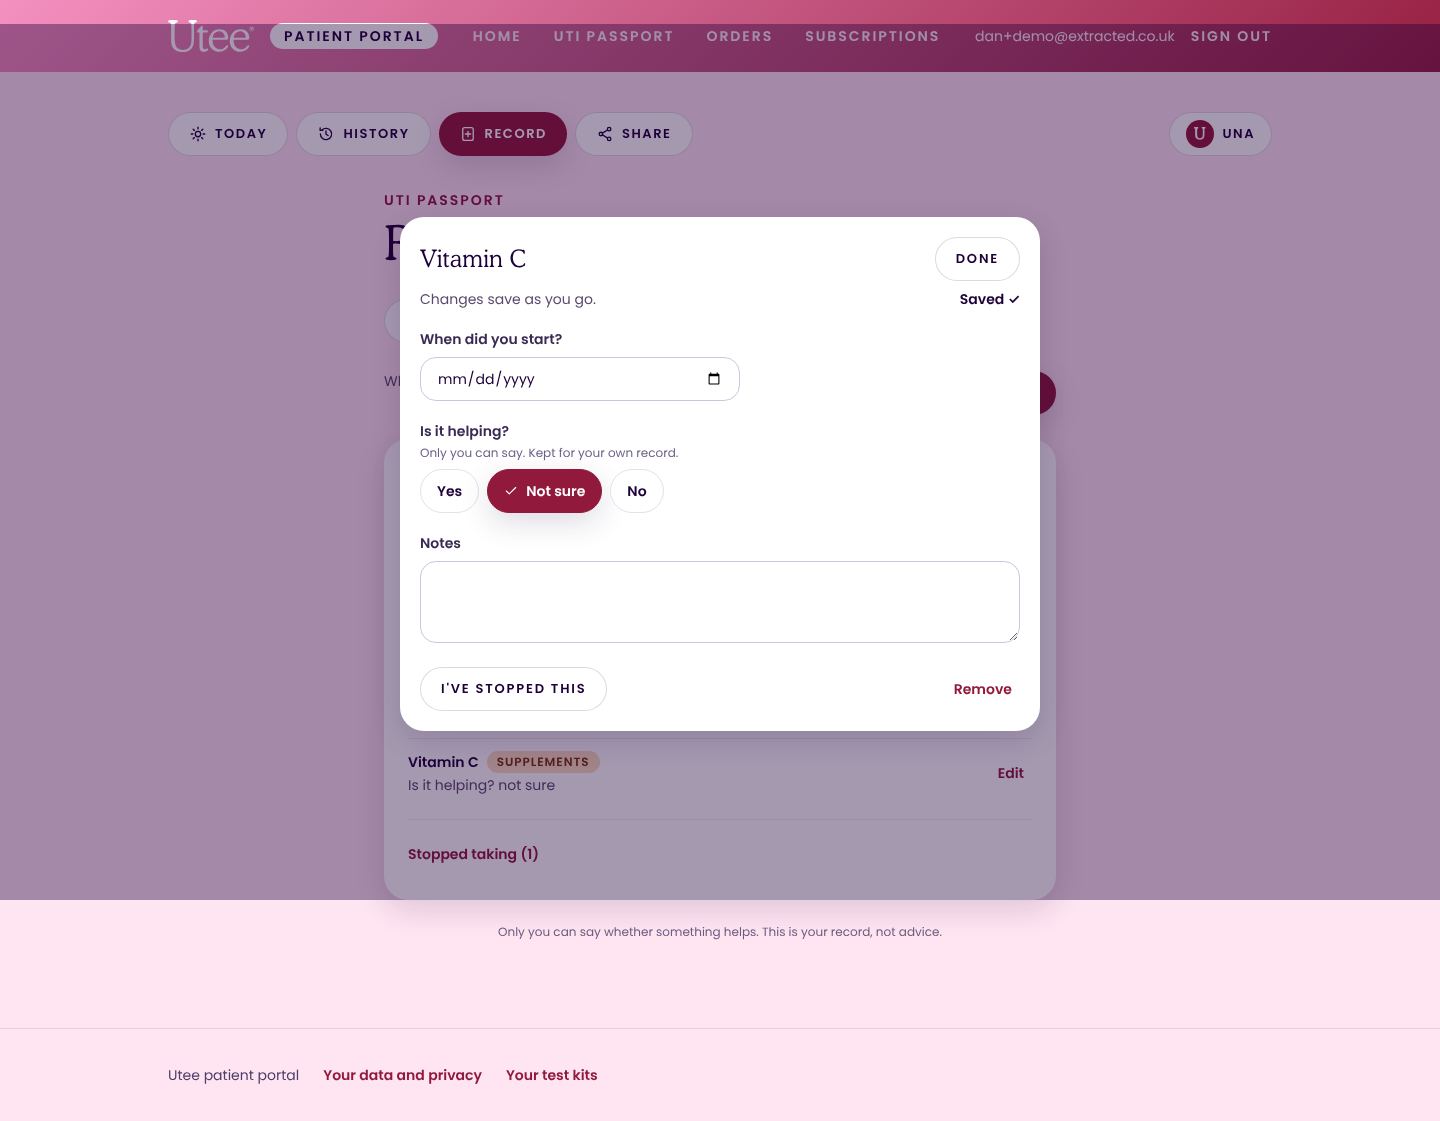 Utee
PATIENT PORTAL
HOME
UTI PASSPORT
ORDERS
SUBSCRIPTIONS
dan+demo@extracted.co.uk
SIGN OUT
TODAY
HISTORY
RECORD
SHARE
U
UNA
UTI PASSPORT
Vitamin C
DONE
Changes save as you go.
Saved
When did you start?
mm/dd/yyyy
Is it helping?
Only you can say. Kept for your own record.
Yes
Not sure
No
Notes
I'VE STOPPED THIS
Remove
Vitamin C SUPPLEMENTS
Is it helping? not sure
Edit
Stopped taking (1)
Only you can say whether something helps. This is your record, not advice.
Utee patient portal
Your data and privacy
Your test kits